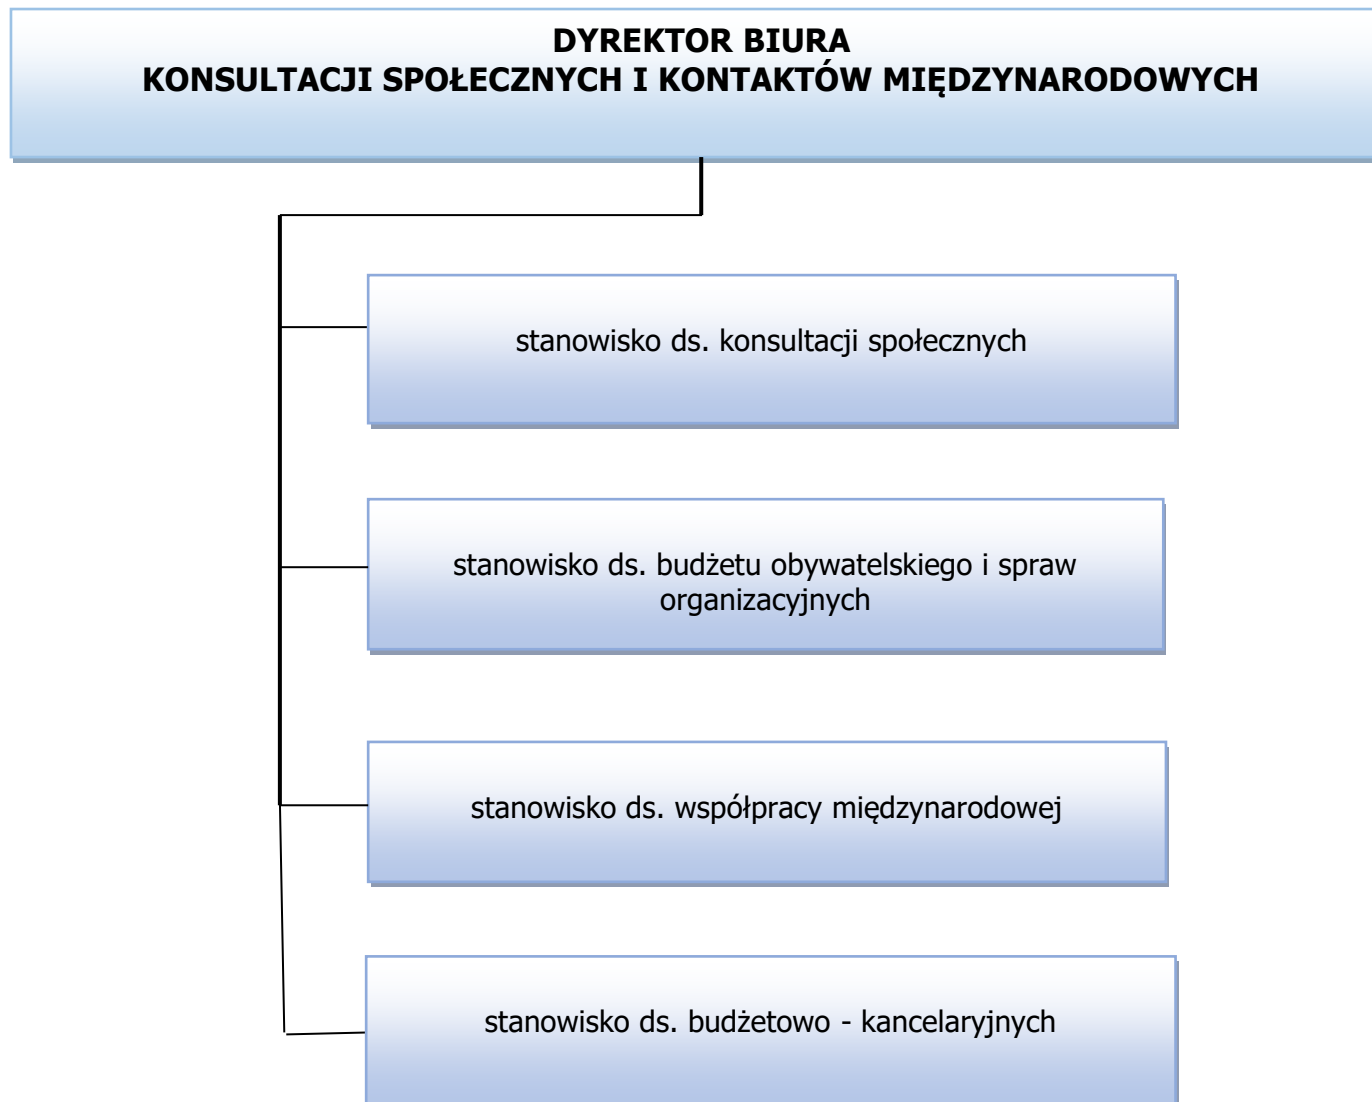 DYREKTOR BIURA
KONSULTACJI SPOŁECZNYCH I KONTAKTÓW MIĘDZYNARODOWYCH
stanowisko ds. konsultacji społecznych
stanowisko ds. budżetu obywatelskiego i spraw
organizacyjnych
stanowisko ds. współpracy międzynarodowej
stanowisko ds. budżetowo - kancelaryjnych